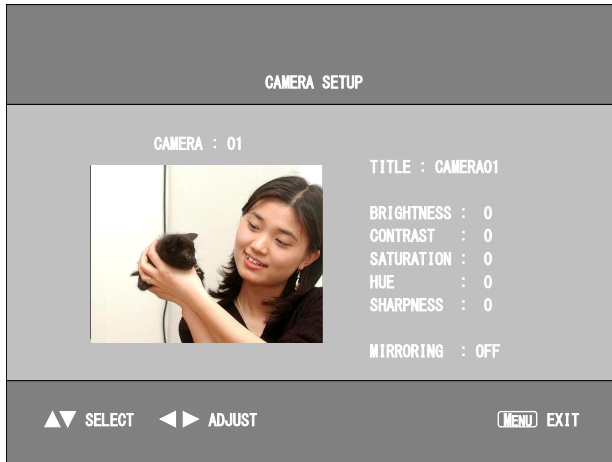 CAMERA SETUP
CAMERA : 01
TITLE : CAMERA01
BRIGHTNESS : 0
CONTRAST : 0
SATURATION : 0
HUE : 0
SHARPNESS : 0
MIRRORING : OFF
▲▼ SELECT ◀▶ ADJUST MENU EXIT